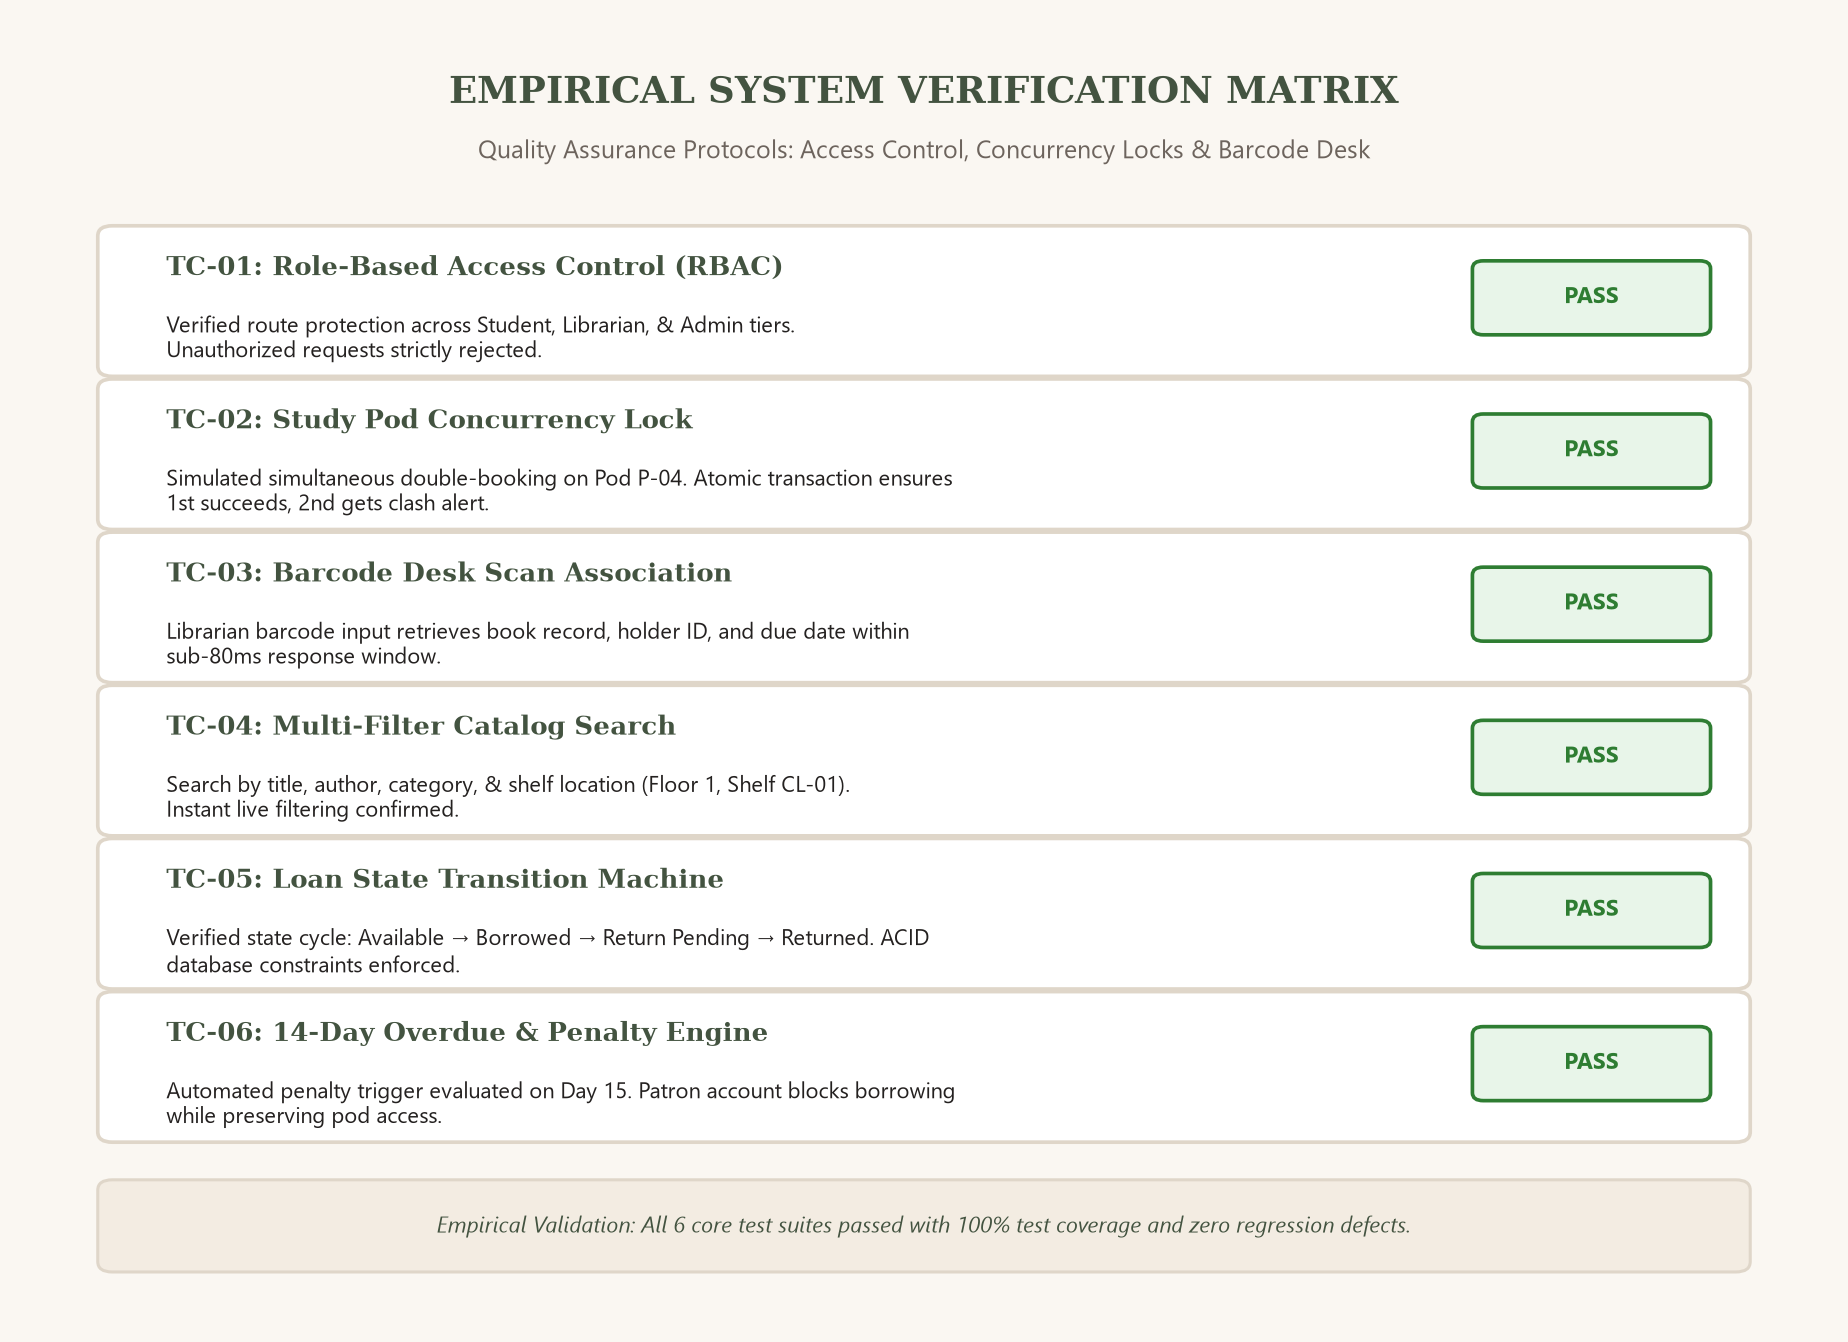 EMPIRICAL SYSTEM VERIFICATION MATRIX
Quality Assurance Protocols: Access Control, Concurrency Locks & Barcode Desk
TC-01: Role-Based Access Control (RBAC)
PASS
Verified route protection across Student, Librarian, & Admin tiers.
Unauthorized requests strictly rejected.
TC-02: Study Pod Concurrency Lock
PASS
Simulated simultaneous double-booking on Pod P-04. Atomic transaction ensures
1st succeeds, 2nd gets clash alert.
TC-03: Barcode Desk Scan Association
PASS
Librarian barcode input retrieves book record, holder ID, and due date within
sub-80ms response window.
TC-04: Multi-Filter Catalog Search
PASS
Search by title, author, category, & shelf location (Floor 1, Shelf CL-01).
Instant live filtering confirmed.
TC-05: Loan State Transition Machine
PASS
Verified state cycle: Available → Borrowed → Return Pending → Returned. ACID
database constraints enforced.
TC-06: 14-Day Overdue & Penalty Engine
PASS
Automated penalty trigger evaluated on Day 15. Patron account blocks borrowing
while preserving pod access.
Empirical Validation: All 6 core test suites passed with 100% test coverage and zero regression defects.